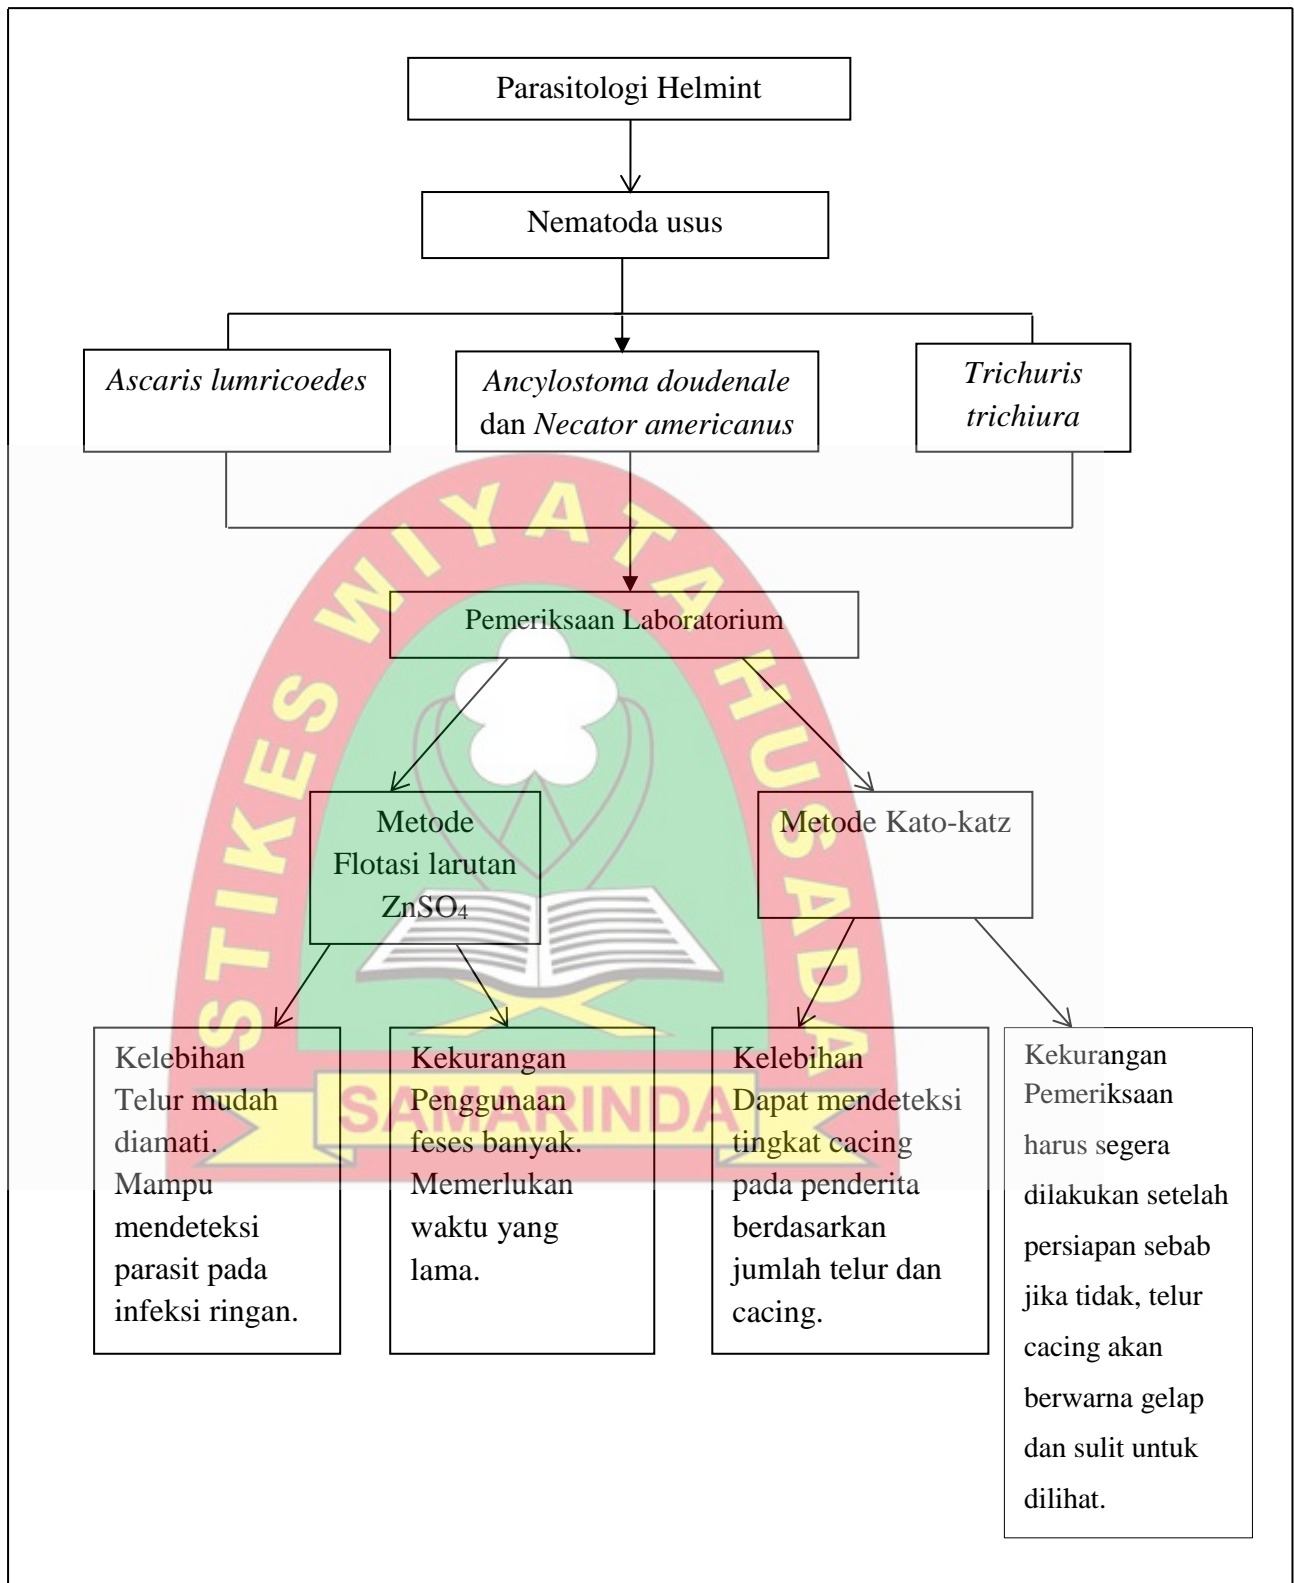 Parasitologi Helmint
Nematoda usus
Ascaris lumricoedes
Ancylostoma doudenale
dan Necator americanus
Trichuris
trichiura
Pemeriksaan Laboratorium
Metode
Flotasi larutan
ZnSO₄
Metode Kato-katz
Kelebihan
Telur mudah
diamati.
Mampu
mendeteksi
parasit pada
infeksi ringan.
Kekurangan
Penggunaan
feses banyak.
Memerlukan
waktu yang
lama.
Kelebihan
Dapat mendeteksi
tingkat cacing
pada penderita
berdasarkan
jumlah telur dan
cacing.
Kekurangan
Pemeriksaan
harus segera
dilakukan setelah
persiapan sebab
jika tidak, telur
cacing akan
berwarna gelap
dan sulit untuk
dilihat.
STIKES WIYATA HUSADA
SAMARINDA